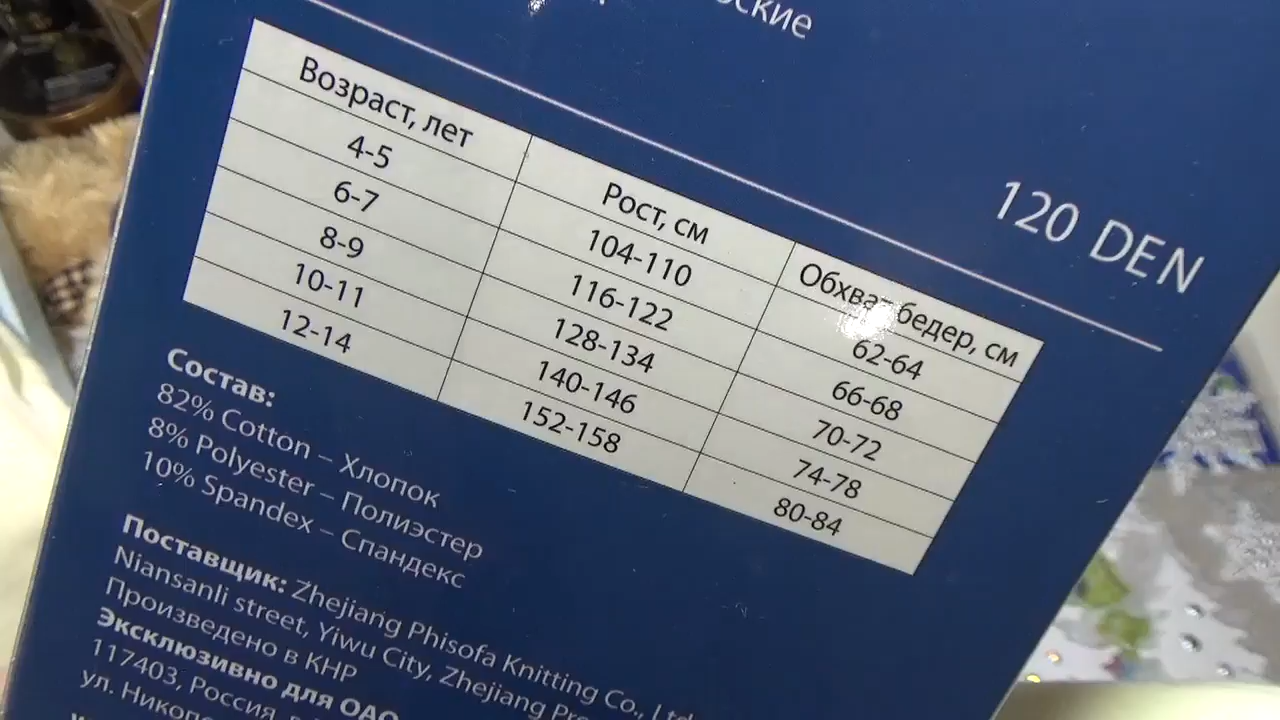 120 DEN
Возраст, лет Рост, см Обхват бедер, см
4-5 104-110 62-64
6-7 116-122 66-68
8-9 128-134 70-72
10-11 140-146 74-78
12-14 152-158 80-84
Состав:
82% Cotton – Хлопок
8% Polyester – Полиэстер
10% Spandex – Спандекс
Поставщик: Zhejiang Phisofa Knitting Co., Ltd
Niansanli street, Yiwu City, Zhejiang
Произведено в КНР
Эксклюзивно для ОАО
117403, Россия,
ул.